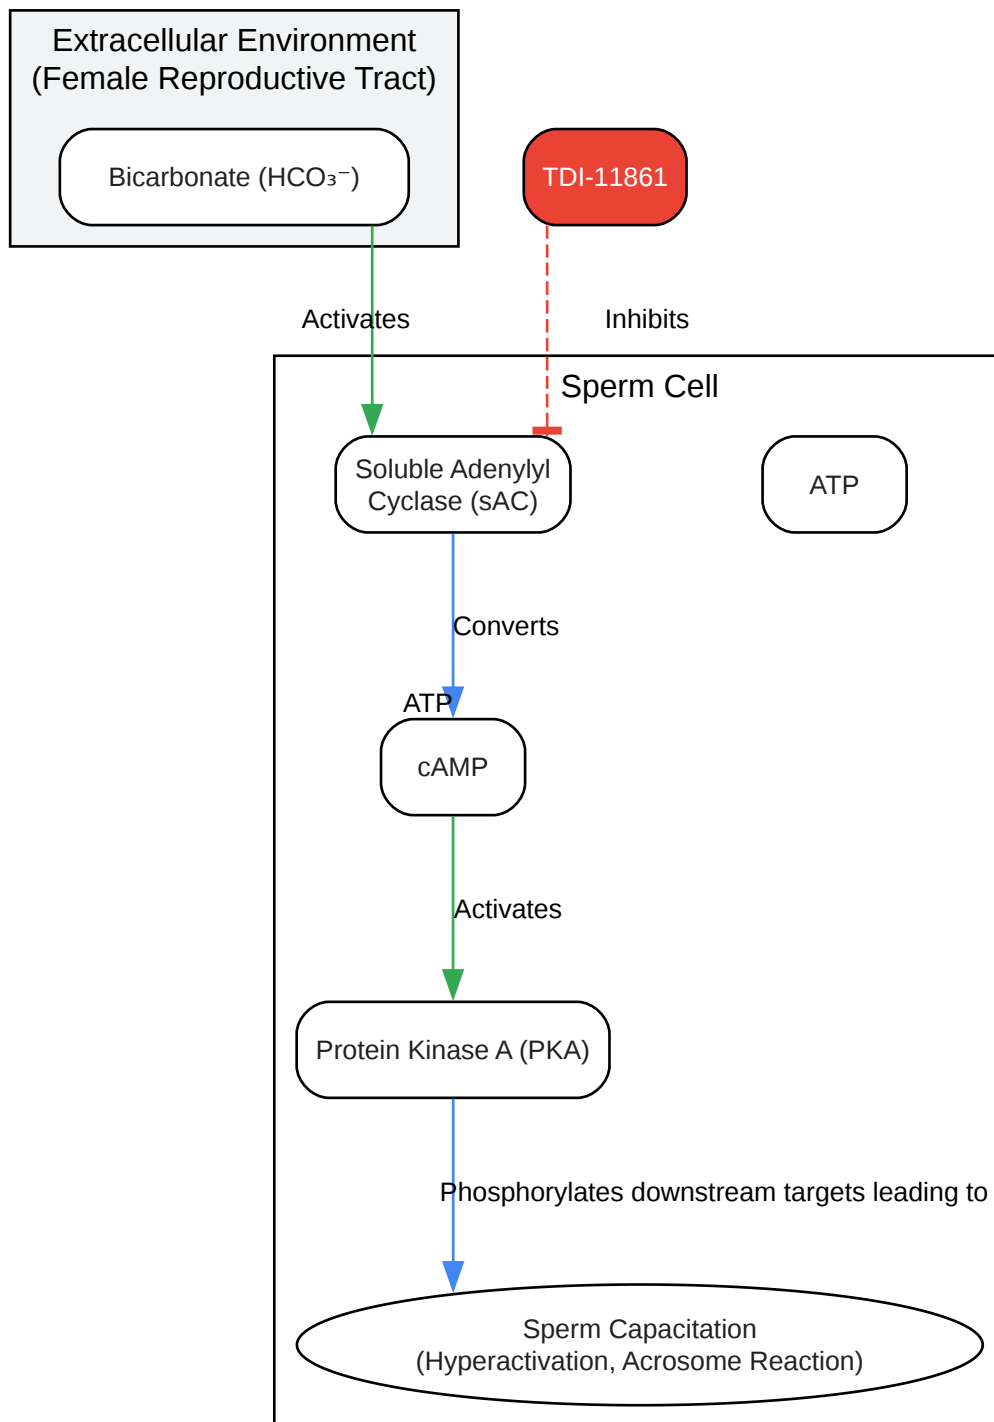 Extracellular Environment
(Female Reproductive Tract)
Bicarbonate (HCO₃⁻)
TDI-11861
Activates
Inhibits
Sperm Cell
Soluble Adenylyl
Cyclase (sAC)
ATP
Converts
ATP
cAMP
Activates
Protein Kinase A (PKA)
Phosphorylates downstream targets leading to
Sperm Capacitation
(Hyperactivation, Acrosome Reaction)